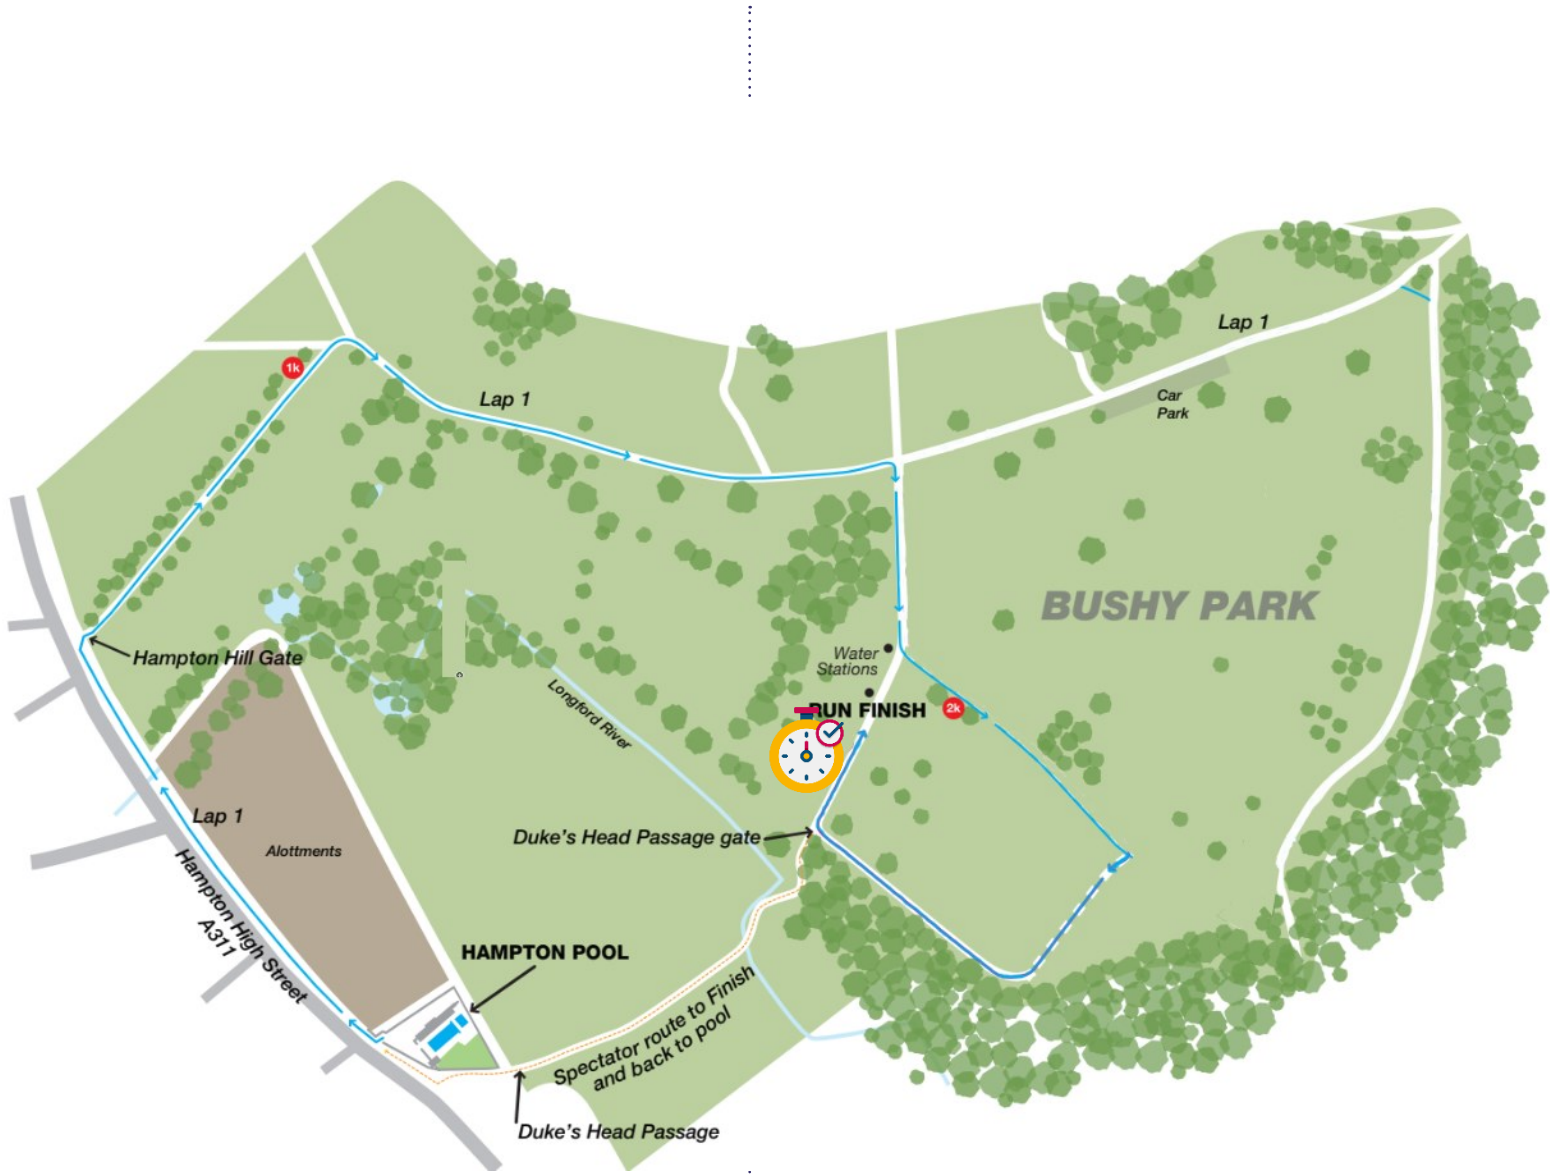 Lap 1
1k
Lap 1
Car
Park
BUSHY PARK
Hampton Hill Gate
Water
Stations
Longford River
RUN FINISH
2k
Lap 1
Alottments
Duke's Head Passage gate
Hampton High Street
A311
HAMPTON POOL
Spectator route to Finish
and back to pool
Duke's Head Passage